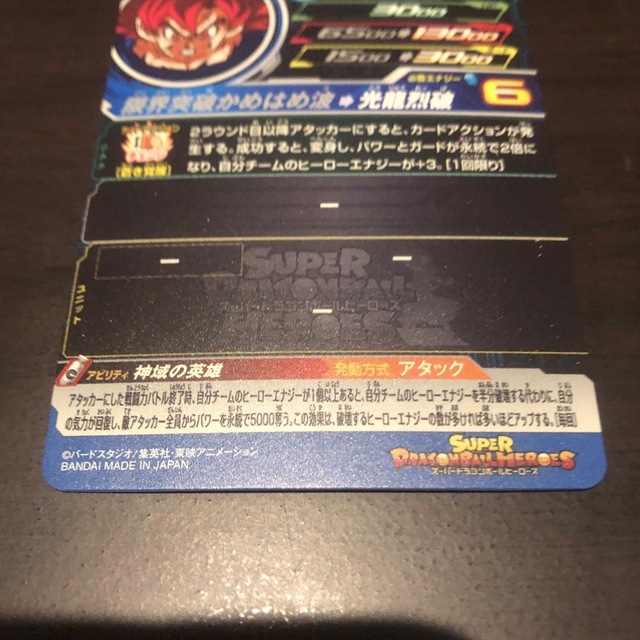 3000
6500➡13000
1500➡3000
必要エナジー 6
限界突破かめはめ波➡光龍烈破
2ラウンド目以降アタッカーにすると、カードアクションが発
生する。成功すると、変身し、パワーとガードが永続で2倍に
なり、自分チームのヒーローエナジーが+3。[1回限り]
(蒼き覚醒)
ー
ー ー
ユニット
ー
SUPER
DRAGONBALL
スーパードラゴンボールヒーローズ
HEROES
アビリティ 神域の英雄 発動方式 アタック
アタッカーにした戦闘力バトル終了時、自分チームのヒーローエナジーが1個以上あると、自分チームのヒーローエナジーを半分破壊する代わりに、自分
の気力が回復し、敵アタッカー全員からパワーを永続で5000奪う。この効果は、破壊するヒーローエナジーの数が多ければ多いほどアップする。[毎回]
©バードスタジオ/集英社・東映アニメーション
BANDAI MADE IN JAPAN
SUPER
DRAGONBALL HEROES
スーパードラゴンボールヒーローズ